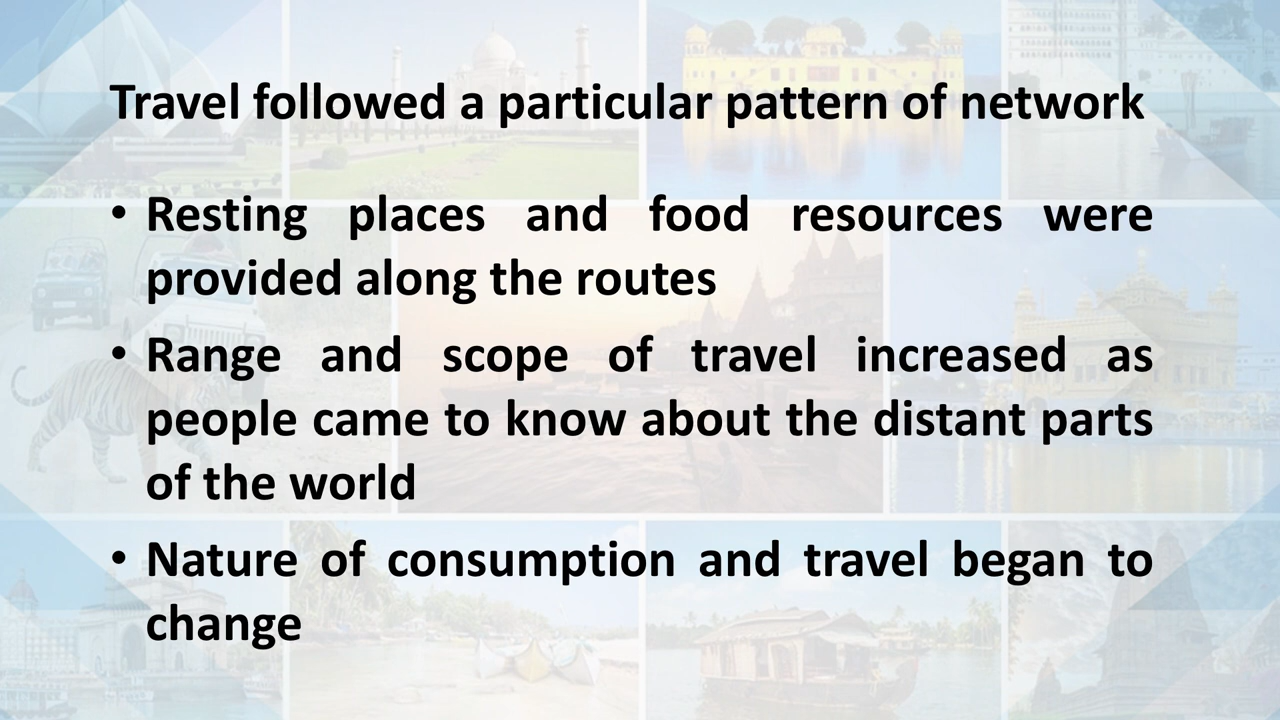 Travel followed a particular pattern of network
• Resting places and food resources were
provided along the routes
• Range and scope of travel increased as
people came to know about the distant parts
of the world
• Nature of consumption and travel began to
change